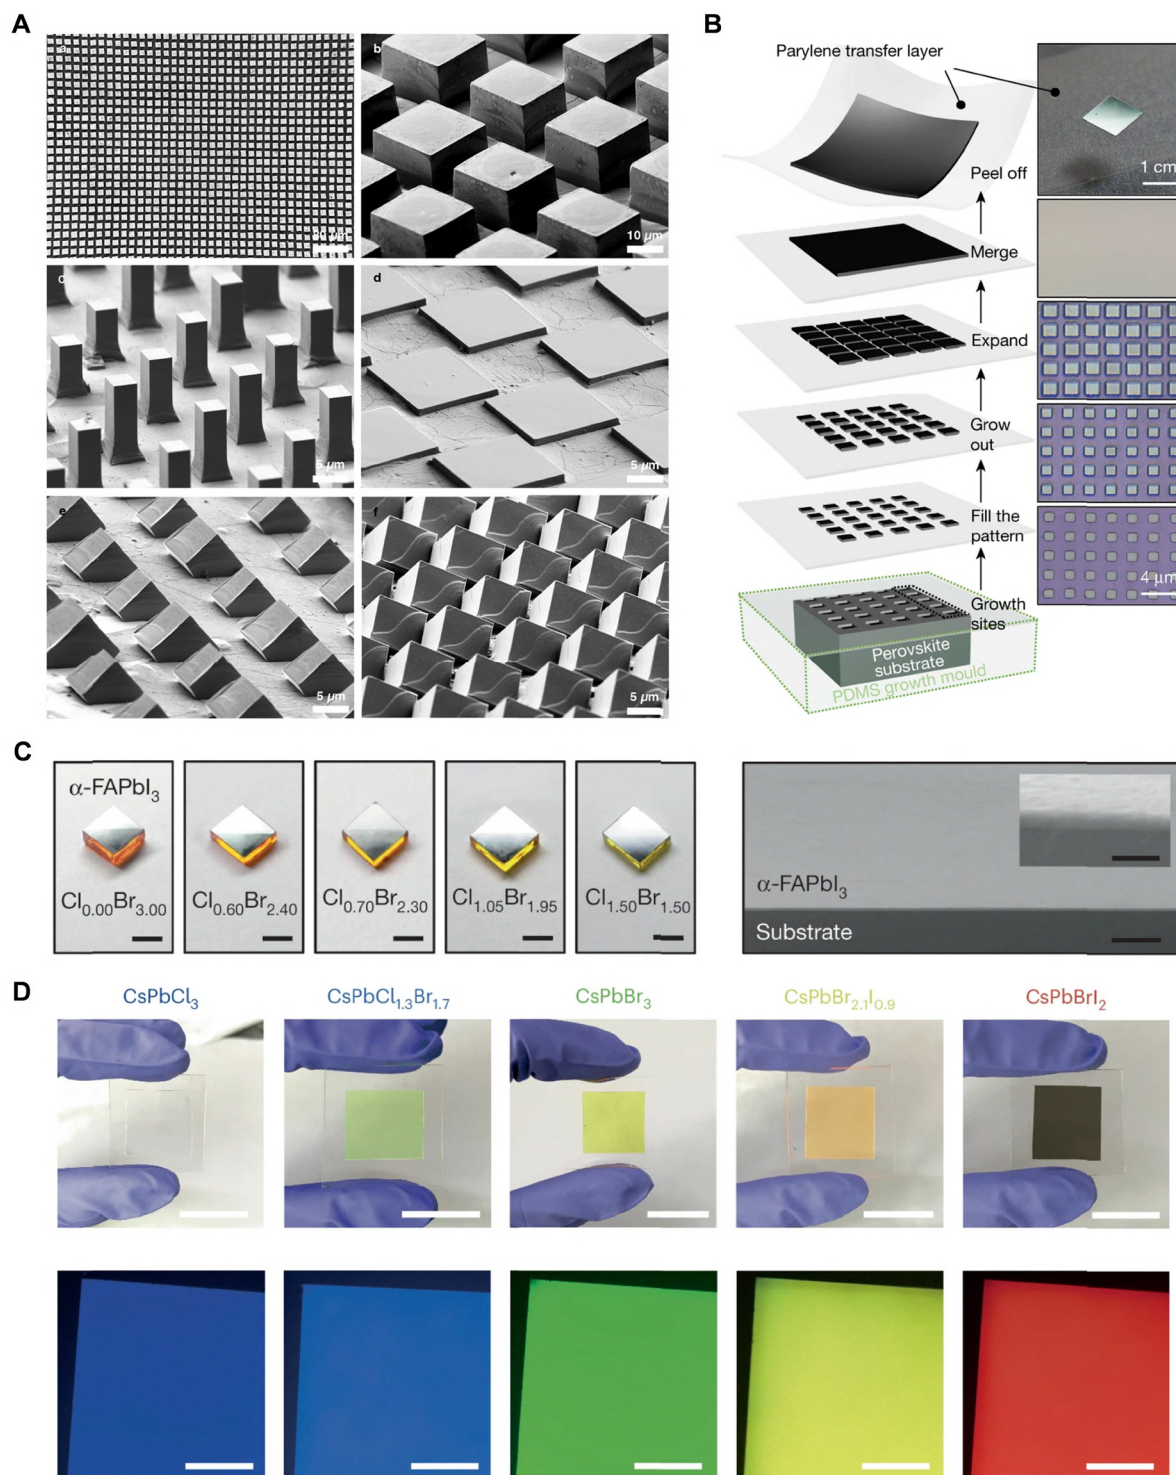 A
a
80 μm
b
10 μm
c
5 μm
d
5 μm
e
5 μm
f
5 μm
B
Parylene transfer layer
Peel off
Merge
Expand
Grow
out
Fill the
pattern
Growth
sites
Perovskite
substrate
PDMS growth mould
1 cm
4 μm
C
α-FAPbI3
Cl0.00Br3.00
Cl0.60Br2.40
Cl0.70Br2.30
Cl1.05Br1.95
Cl1.50Br1.50
α-FAPbI3
Substrate
D
CsPbCl3
CsPbCl1.3Br1.7
CsPbBr3
CsPbBr2.1I0.9
CsPbBrI2